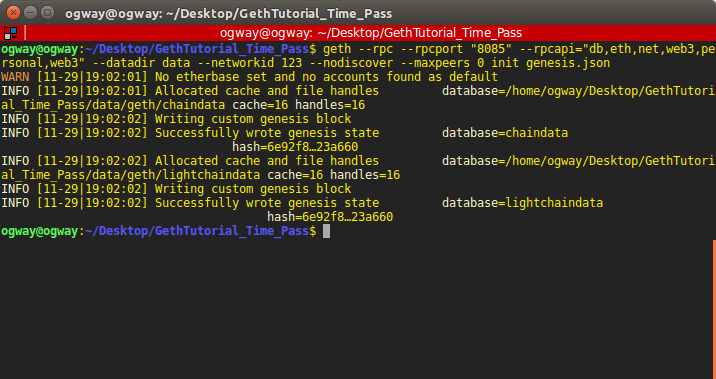 ogway@ogway: ~/Desktop/GethTutorial_Time_Pass
ogway@ogway: ~/Desktop/GethTutorial_Time_Pass
ogway@ogway:~/Desktop/GethTutorial_Time_Pass$ geth --rpc --rpcport "8085" --rpcapi="db,eth,net,web3,pe
rsonal,web3" --datadir data --networkid 123 --nodiscover --maxpeers 0 init genesis.json
WARN [11-29|19:02:01] No etherbase set and no accounts found as default
INFO [11-29|19:02:01] Allocated cache and file handles         database=/home/ogway/Desktop/GethTutori
al_Time_Pass/data/geth/chaindata cache=16 handles=16
INFO [11-29|19:02:02] Writing custom genesis block
INFO [11-29|19:02:02] Successfully wrote genesis state         database=chaindata
hash=6e92f8…23a660
INFO [11-29|19:02:02] Allocated cache and file handles         database=/home/ogway/Desktop/GethTutori
al_Time_Pass/data/geth/lightchaindata cache=16 handles=16
INFO [11-29|19:02:02] Writing custom genesis block
INFO [11-29|19:02:02] Successfully wrote genesis state         database=lightchaindata
hash=6e92f8…23a660
ogway@ogway:~/Desktop/GethTutorial_Time_Pass$